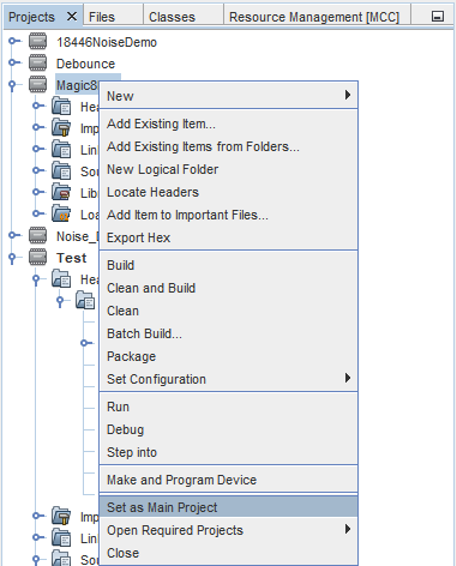 Projects Files Classes Resource Management [MCC]
18446NoiseDemo
Debounce
Magic8
New
Hea
Add Existing Item...
Imp
Add Existing Items from Folders...
Lin
New Logical Folder
Sou
Locate Headers
Lib
Add Item to Important Files...
Loa
Export Hex
Noise_
Test
Build
Hea
Clean and Build
Clean
Batch Build...
Package
Set Configuration
Run
Debug
Step into
Make and Program Device
Set as Main Project
Imp
Open Required Projects
Lin
Close
Sou